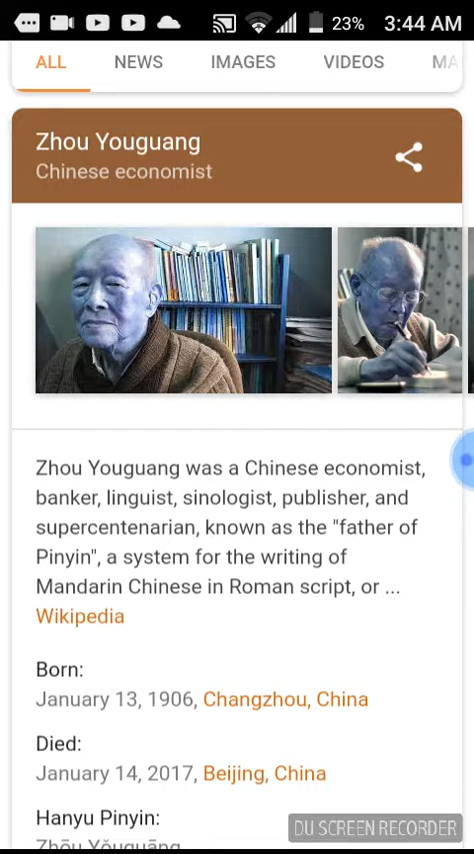 23% 3:44 AM
ALL NEWS IMAGES VIDEOS MA
Zhou Youguang
Chinese economist
Zhou Youguang was a Chinese economist,
banker, linguist, sinologist, publisher, and
supercentenarian, known as the "father of
Pinyin", a system for the writing of
Mandarin Chinese in Roman script, or ...
Wikipedia
Born:
January 13, 1906, Changzhou, China
Died:
January 14, 2017, Beijing, China
Hanyu Pinyin:
Zhōu Yǒuguāng
DU SCREEN RECORDER